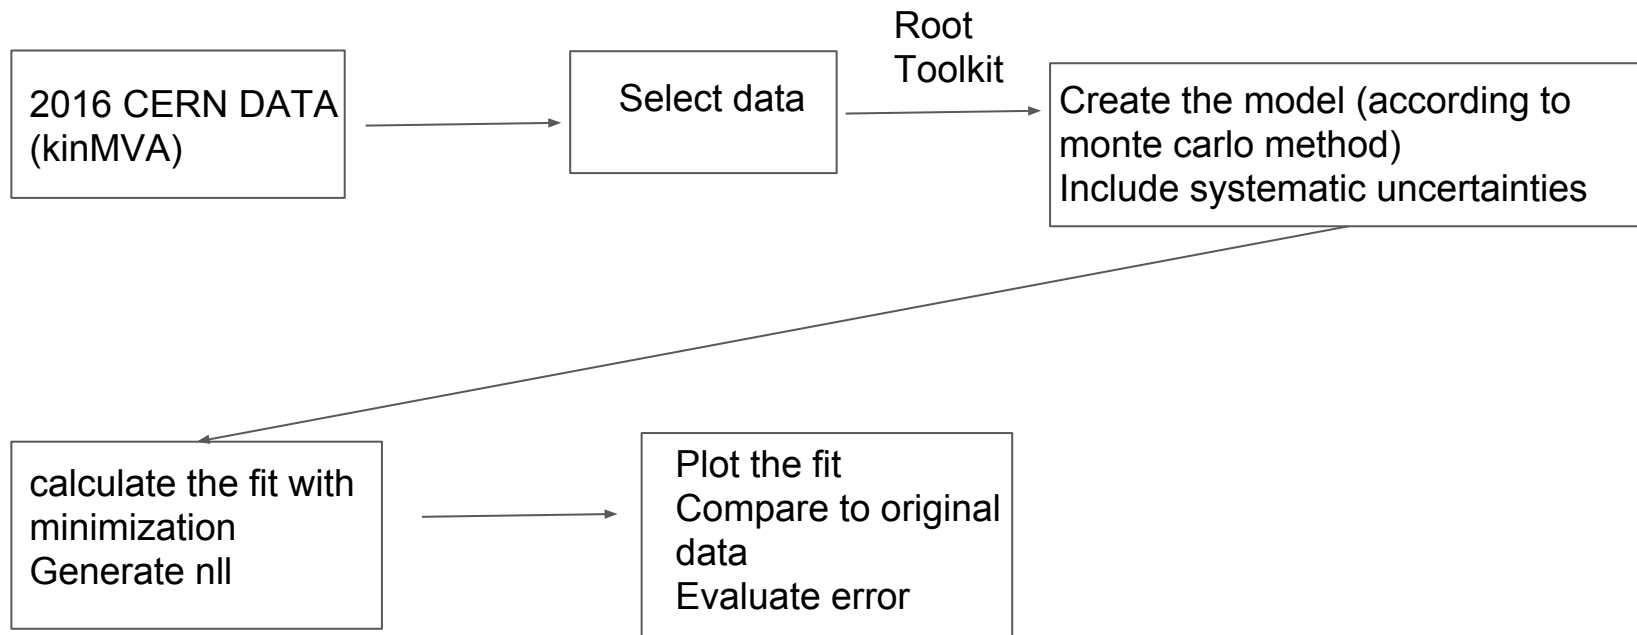 2016 CERN DATA
(kinMVA)
Select data
Root
Toolkit
Create the model (according to
monte carlo method)
Include systematic uncertainties
calculate the fit with
minimization
Generate nll
Plot the fit
Compare to original
data
Evaluate error